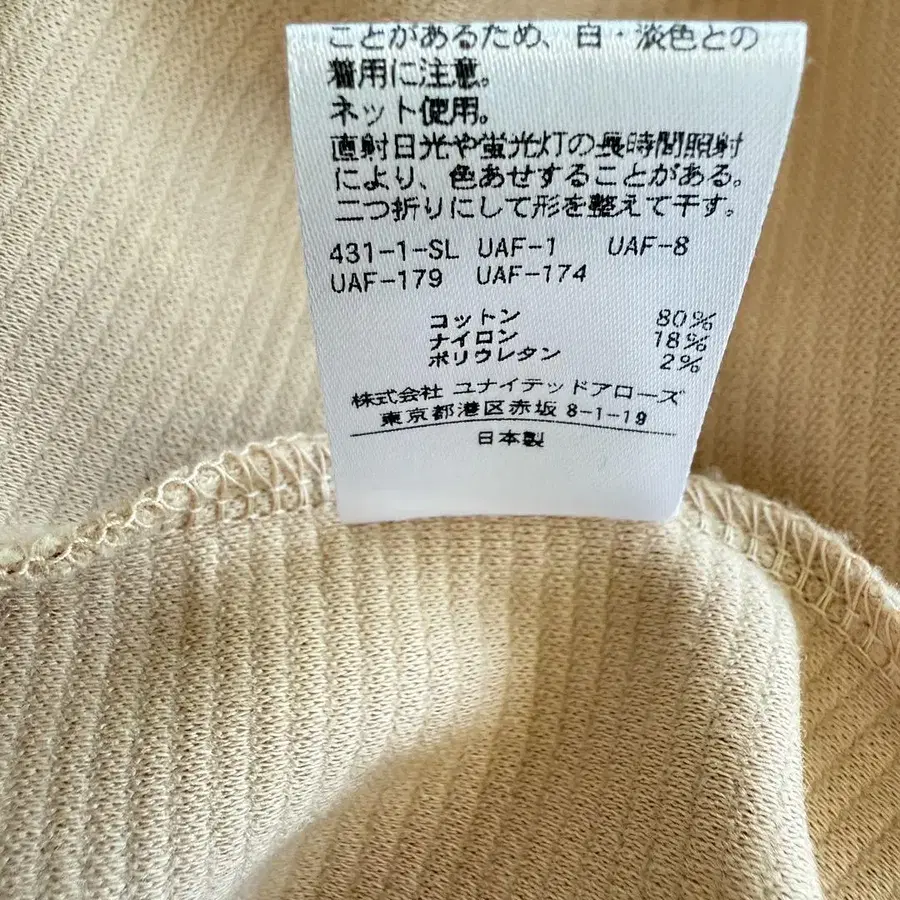 ことがあるため、白・淡色との
着用に注意。
ネット使用。
直射日光や蛍光灯の長時間照射
により、色あせすることがある。
二つ折りにして形を整えて干す。
431-1-SL UAF-1 UAF-8
UAF-179 UAF-174
コットン 80%
ナイロン 18%
ポリウレタン 2%
株式会社 ユナイテッドアローズ
東京都港区赤坂 8-1-19
日本製